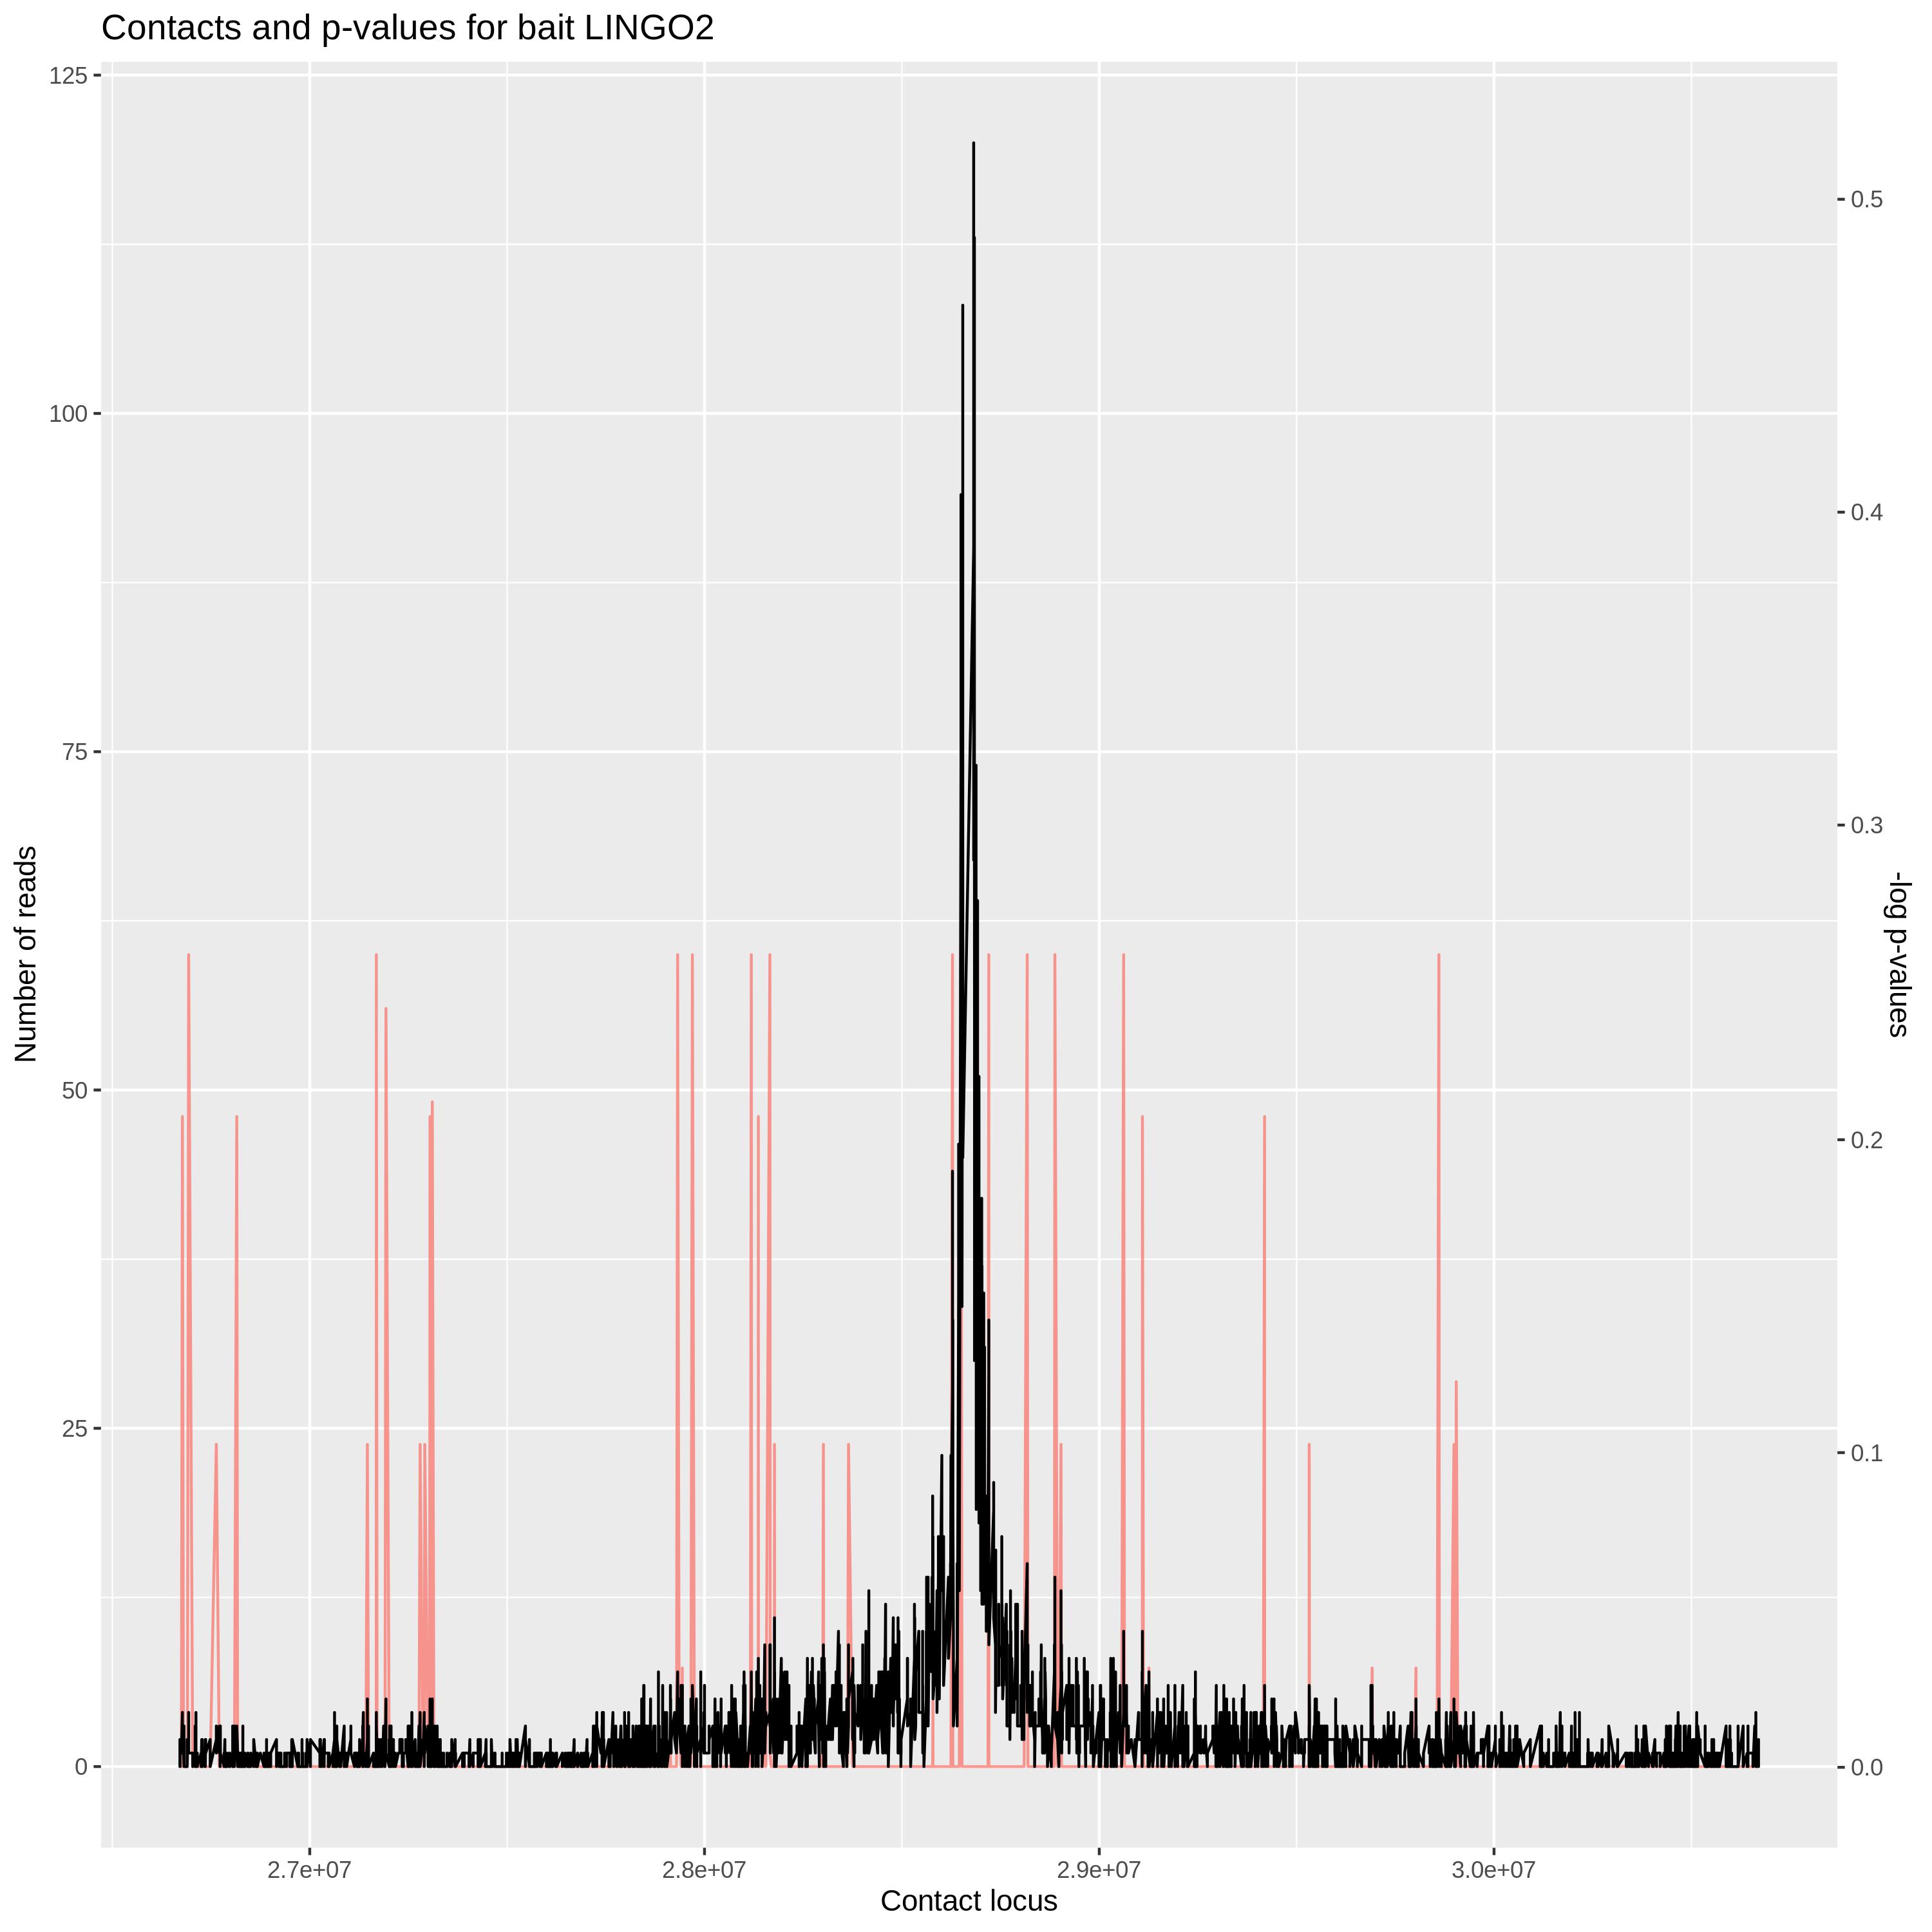 Contacts and p-values for bait LINGO2
125
100
75
50
25
0
Number of reads
0.5
0.4
0.3
0.2
0.1
0.0
-log p-values
2.7e+07
2.8e+07
2.9e+07
3.0e+07
Contact locus